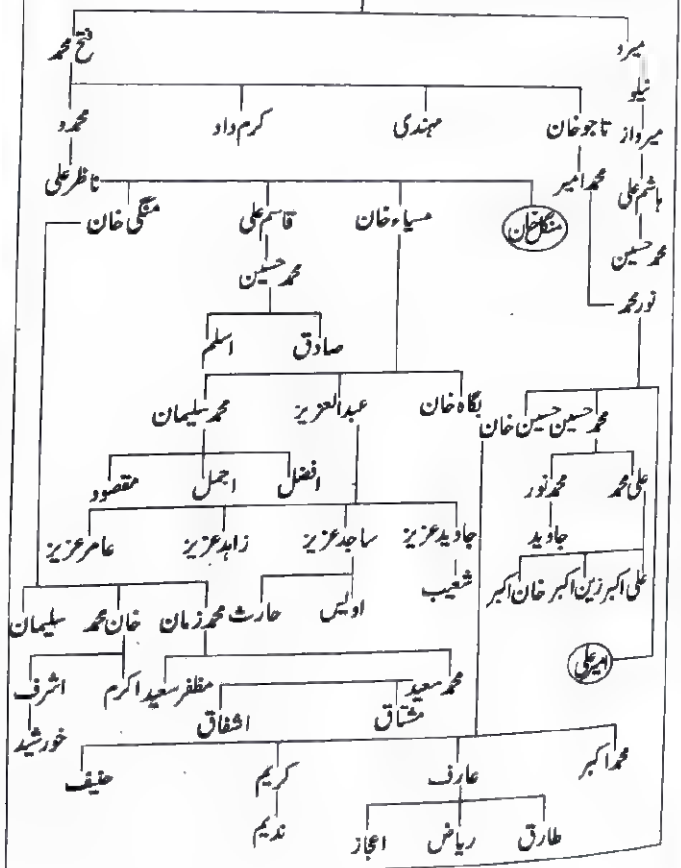 میرو فتح محمد
نیلو
تاجو خان مہندی کرم داد محمدو
میرداز
محمد امیر ناظر علی
ہاشم علی
منگل خان مسیاء خان قاسم علی منگی خان
محمد حسین محمد حسین
نور محمد
صادق اسلم
بگاہ خان عبدالعزیز محمد سلیمان
محمد حسین حسین خان
افضل اجمل مقصود
علی محمد محمد نور
جاوید عزیز ساجد عزیز زاہد عزیز عامر عزیز
جاوید
شعیب اویس حارث
علی اکبر زین اکبر خان اکبر
محمد زمان خان محمد سلیمان
امیر علی
محمد سعید مظفر سعید اکرم اشرف
مشتاق اشفاق
خورشید
محمد اکبر عارف کریم حنیف
طارق ریاض اعجاز ندیم